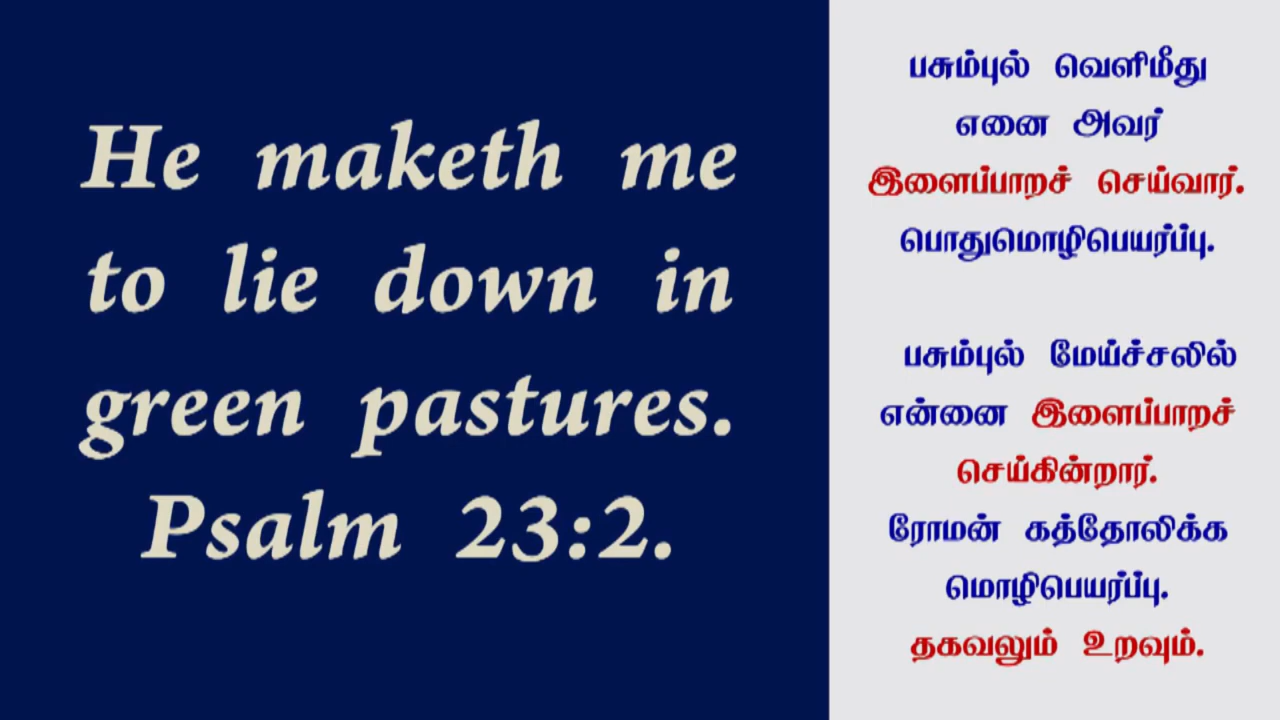 He maketh me
to lie down in
green pastures.
Psalm 23:2.
பசும்புல் வெளிமீது
எனை அவர்
இளைப்பாறச் செய்வார்.
பொதுமொழிபெயர்ப்பு.
பசும்புல் மேய்ச்சலில்
என்னை இளைப்பாறச்
செய்கின்றார்.
ரோமன் கத்தோலிக்க
மொழிபெயர்ப்பு.
தகவலும் உறவும்.